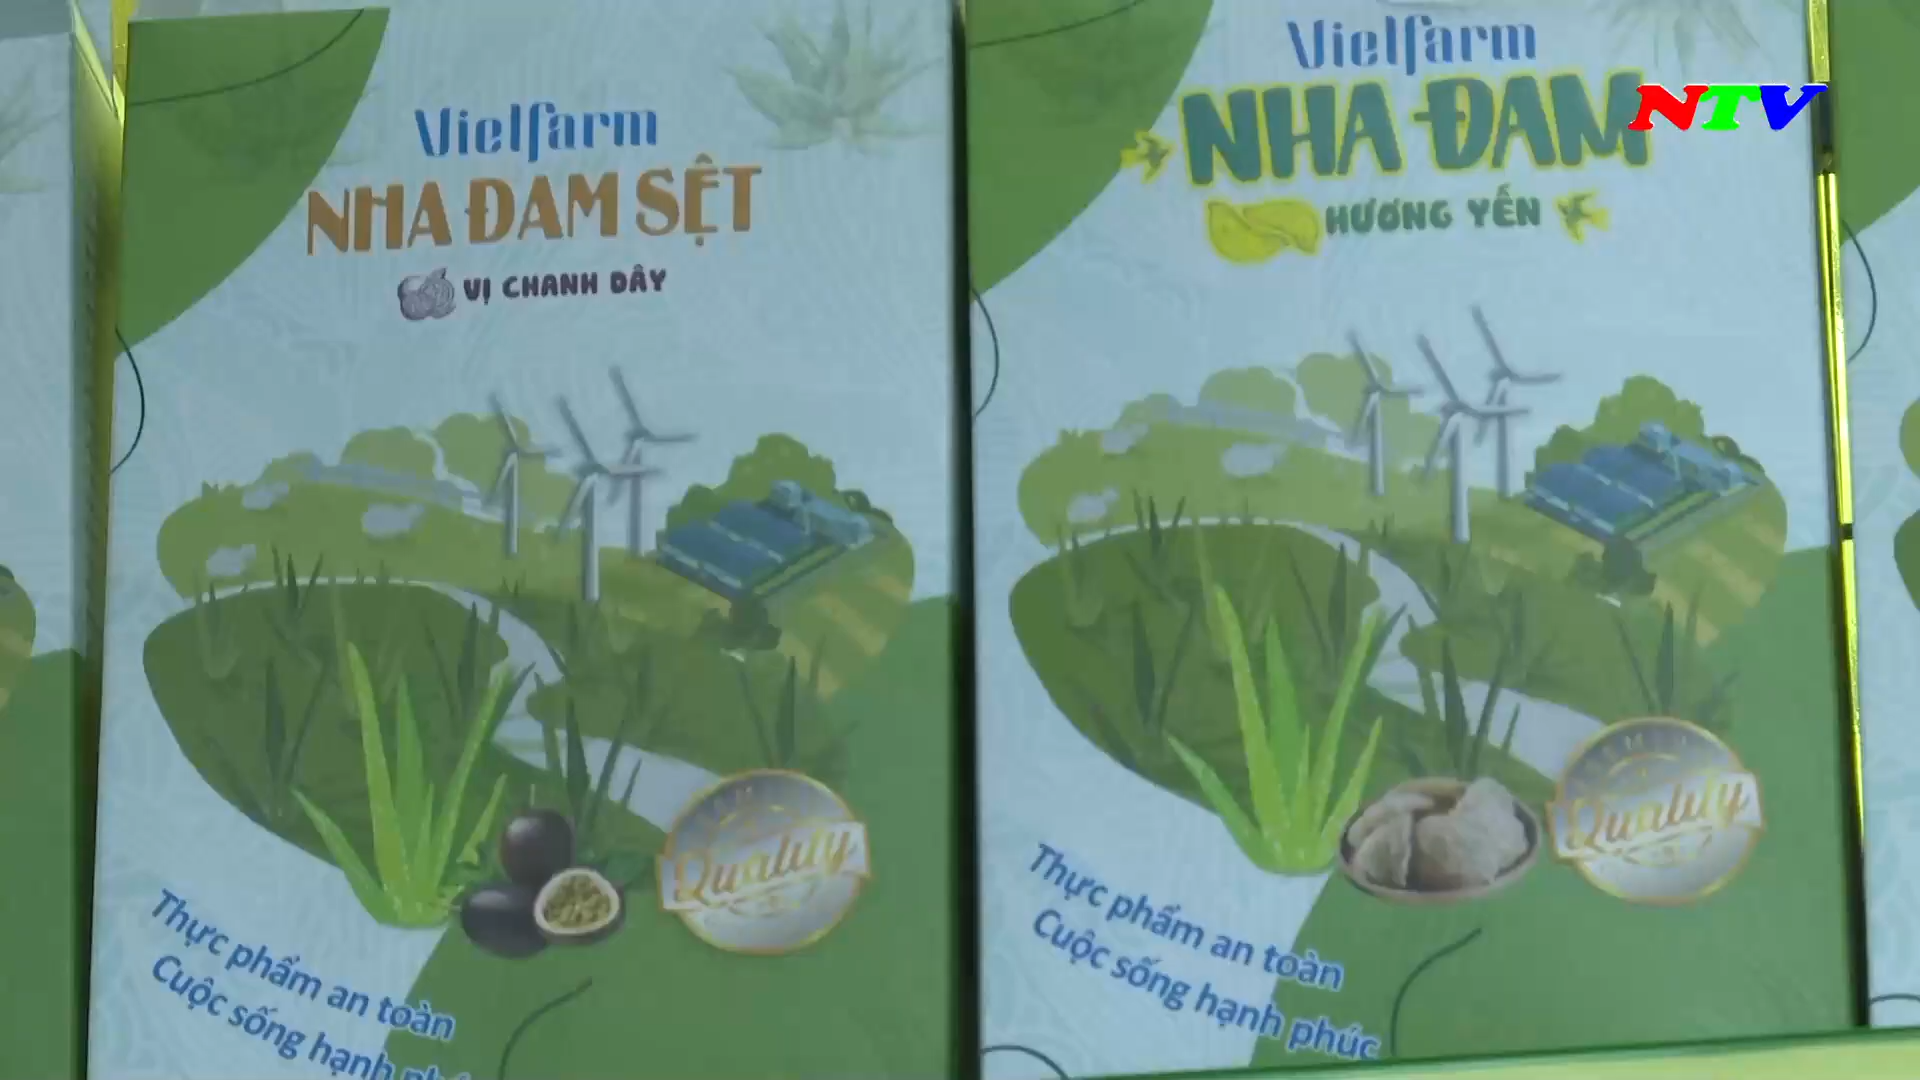 Vielfarm
NHA ĐAM SỆT
VỊ CHANH DÂY
Quality
Thực phẩm an toàn
Cuộc sống hạnh
Vielfarm
NHA ĐAM
HƯƠNG YẾN
Quality
Thực phẩm an toàn
Cuộc sống hạnh phúc
NTV